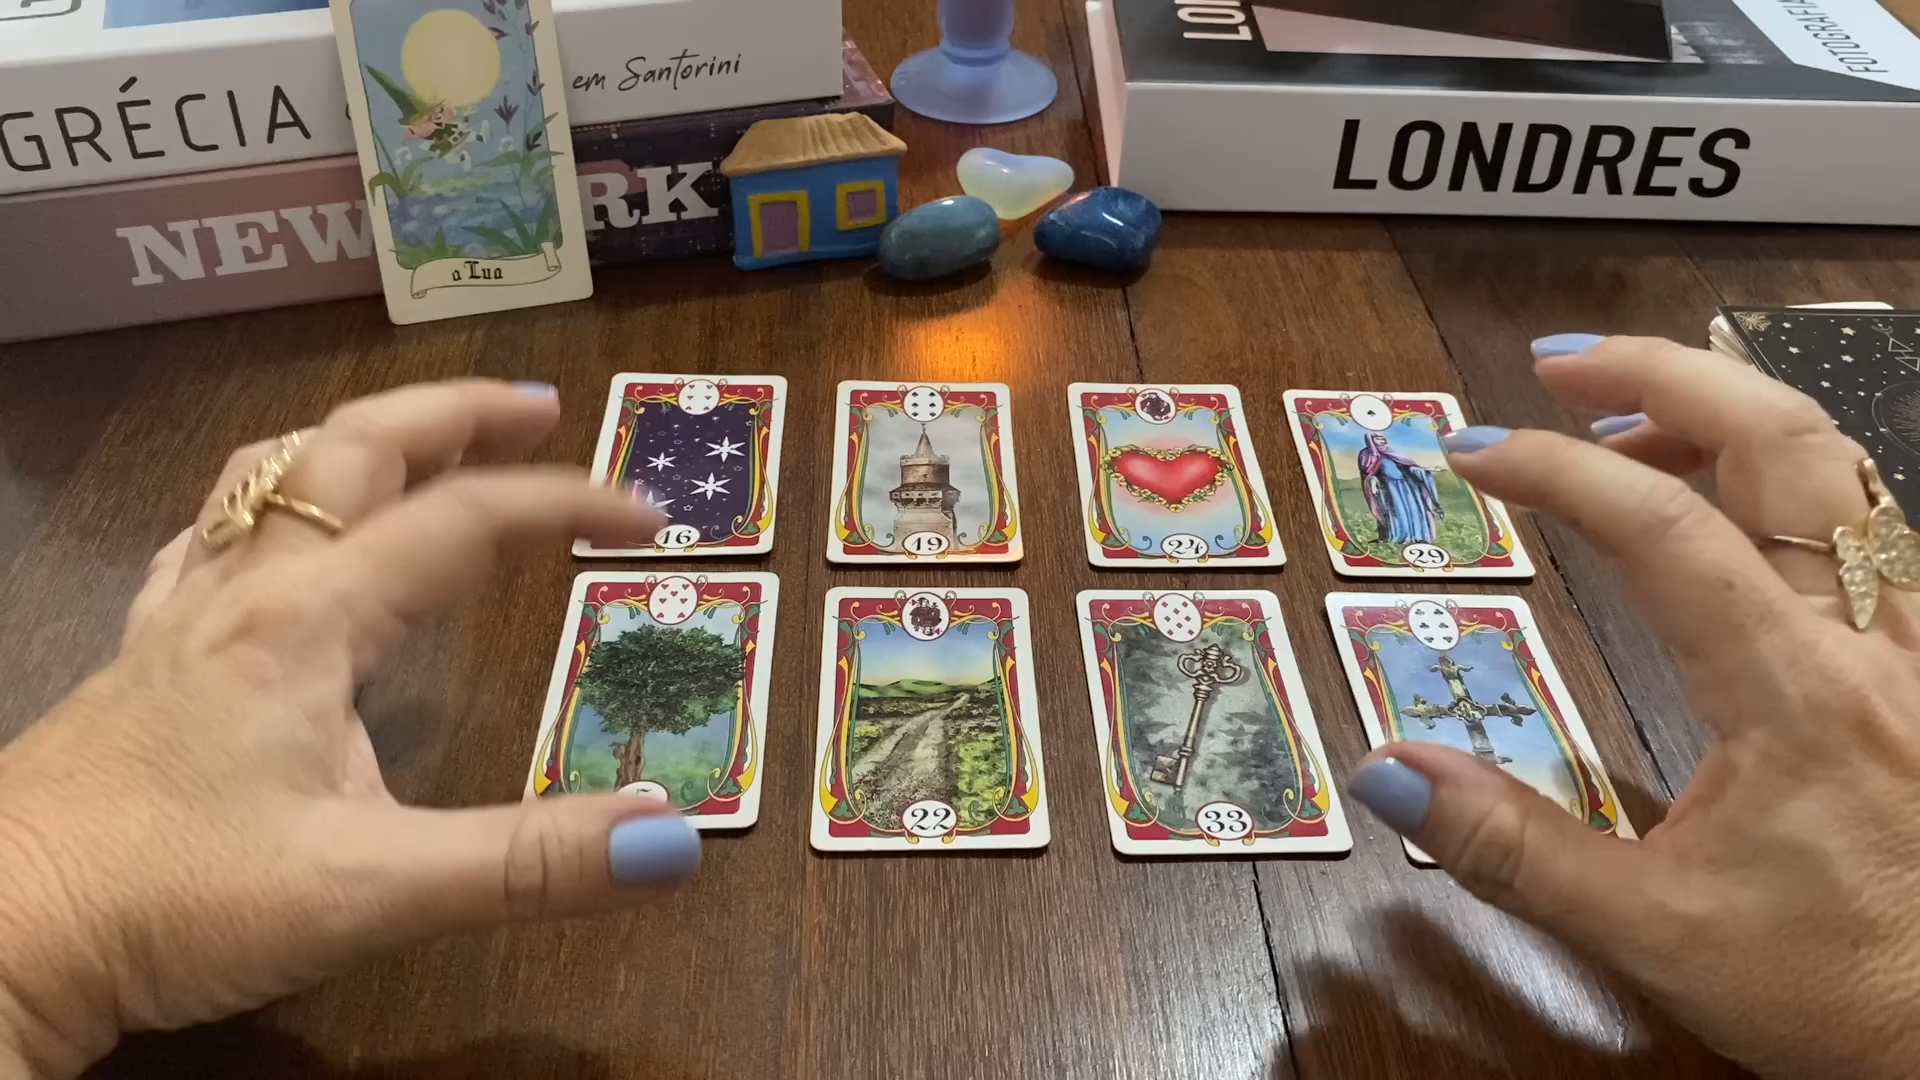 GRÉCIA
em Santorini
NEW
RK
a Lua
LONDRES
FOTOGRAFIA
LON
16
19
24
29
22
33